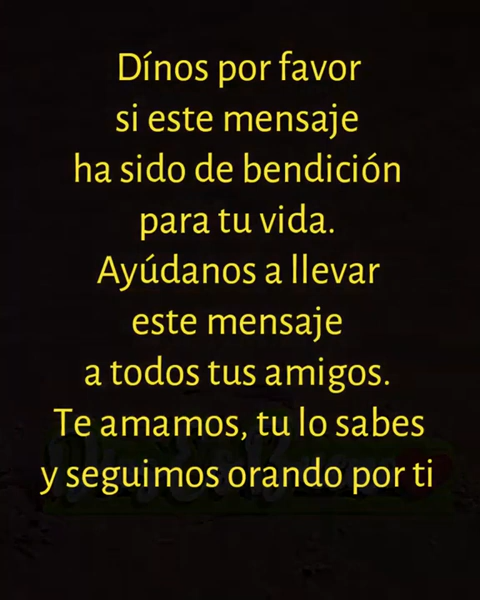 Dínos por favor
si este mensaje
ha sido de bendición
para tu vida.
Ayúdanos a llevar
este mensaje
a todos tus amigos.
Te amamos, tu lo sabes
y seguimos orando por ti